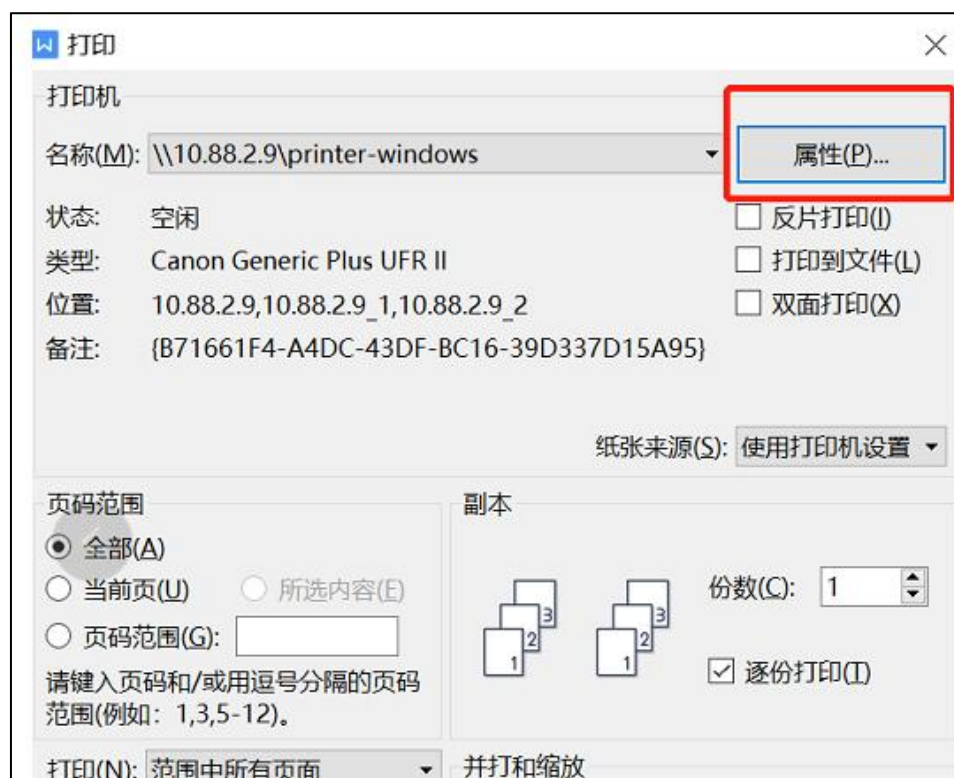 打印
打印机
名称(M): \\10.88.2.9\printer-windows 属性(P)...
状态: 空闲 反片打印(I)
类型: Canon Generic Plus UFR II 打印到文件(L)
位置: 10.88.2.9,10.88.2.9_1,10.88.2.9_2 双面打印(X)
备注: {B71661F4-A4DC-43DF-BC16-39D337D15A95}
纸张来源(S): 使用打印机设置
页码范围
全部(A)
当前页(U) 所选内容(E)
页码范围(G):
请键入页码和/或用逗号分隔的页码
范围(例如：1,3,5-12)。
副本
份数(C): 1
3 3
2 2
1 1
逐份打印(T)
打印(N): 范围中所有页面 并打和缩放